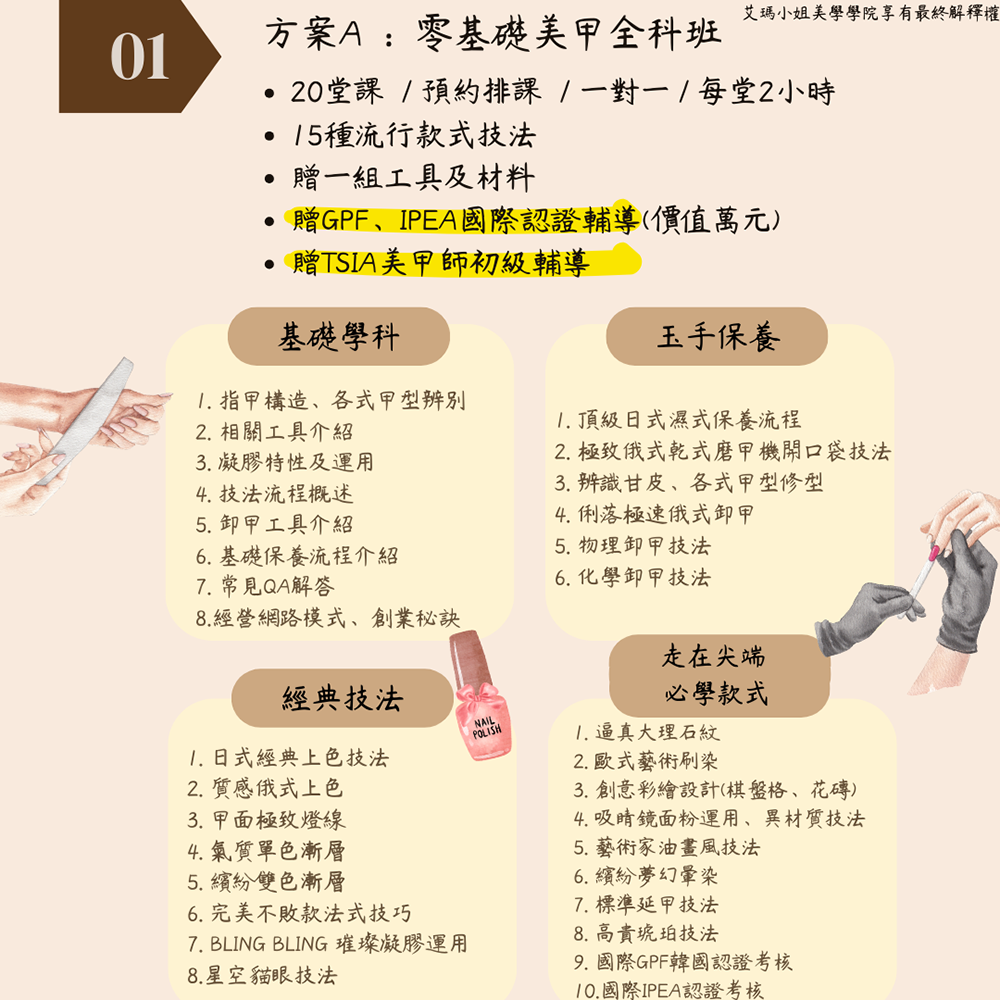 艾瑪小姐美學學院享有最終解釋權
01
方案A : 零基礎美甲全科班
• 20堂課 / 預約排課 / 一對一 / 每堂2小時
• 15種流行款式技法
• 贈一組工具及材料
• 贈GPF、IPEA國際認證輔導(價值萬元)
• 贈TSIA美甲師初級輔導
基礎學科
1. 指甲構造、各式甲型辨別
2. 相關工具介紹
3. 凝膠特性及運用
4. 技法流程概述
5. 卸甲工具介紹
6. 基礎保養流程介紹
7. 常見QA解答
8.經營網路模式、創業秘訣
玉手保養
1. 頂級日式濕式保養流程
2. 極致俄式乾式磨甲機開口袋技法
3. 辨識甘皮、各式甲型修型
4. 俐落極速俄式卸甲
5. 物理卸甲技法
6. 化學卸甲技法
經典技法
1. 日式經典上色技法
2. 質感俄式上色
3. 甲面極致燈線
4. 氣質單色漸層
5. 繽紛雙色漸層
6. 完美不敗款法式技巧
7. BLING BLING 璀璨凝膠運用
8.星空貓眼技法
NAIL
POLISH
走在尖端
必學款式
1. 逼真大理石紋
2. 歐式藝術刷染
3. 創意彩繪設計(棋盤格、花磚)
4. 吸睛鏡面粉運用、異材質技法
5. 藝術家油畫風技法
6. 繽紛夢幻暈染
7. 標準延甲技法
8. 高貴琥珀技法
9. 國際GPF韓國認證考核
10.國際IPEA認證考核